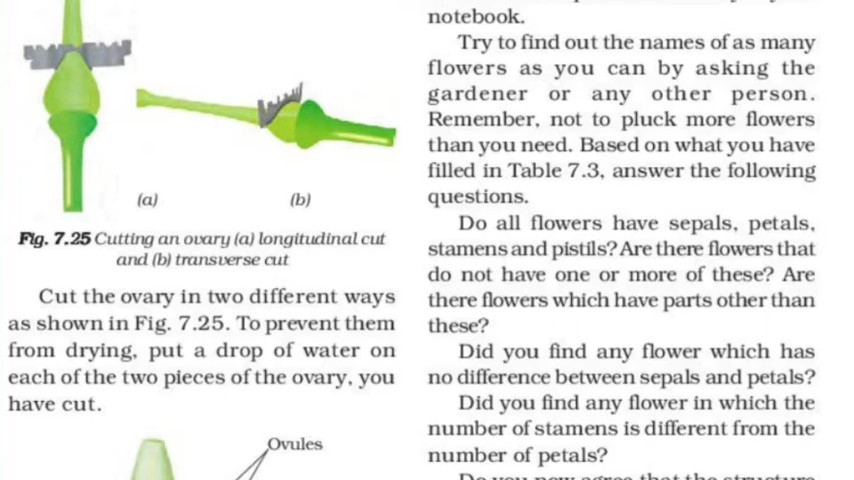 (a)
(b)
Fig. 7.25 Cutting an ovary (a) longitudinal cut
and (b) transverse cut
Cut the ovary in two different ways
as shown in Fig. 7.25. To prevent them
from drying, put a drop of water on
each of the two pieces of the ovary, you
have cut.
Ovules
notebook.
Try to find out the names of as many
flowers as you can by asking the
gardener or any other person.
Remember, not to pluck more flowers
than you need. Based on what you have
filled in Table 7.3, answer the following
questions.
Do all flowers have sepals, petals,
stamens and pistils? Are there flowers that
do not have one or more of these? Are
there flowers which have parts other than
these?
Did you find any flower which has
no difference between sepals and petals?
Did you find any flower in which the
number of stamens is different from the
number of petals?
Do you now agree that the structure